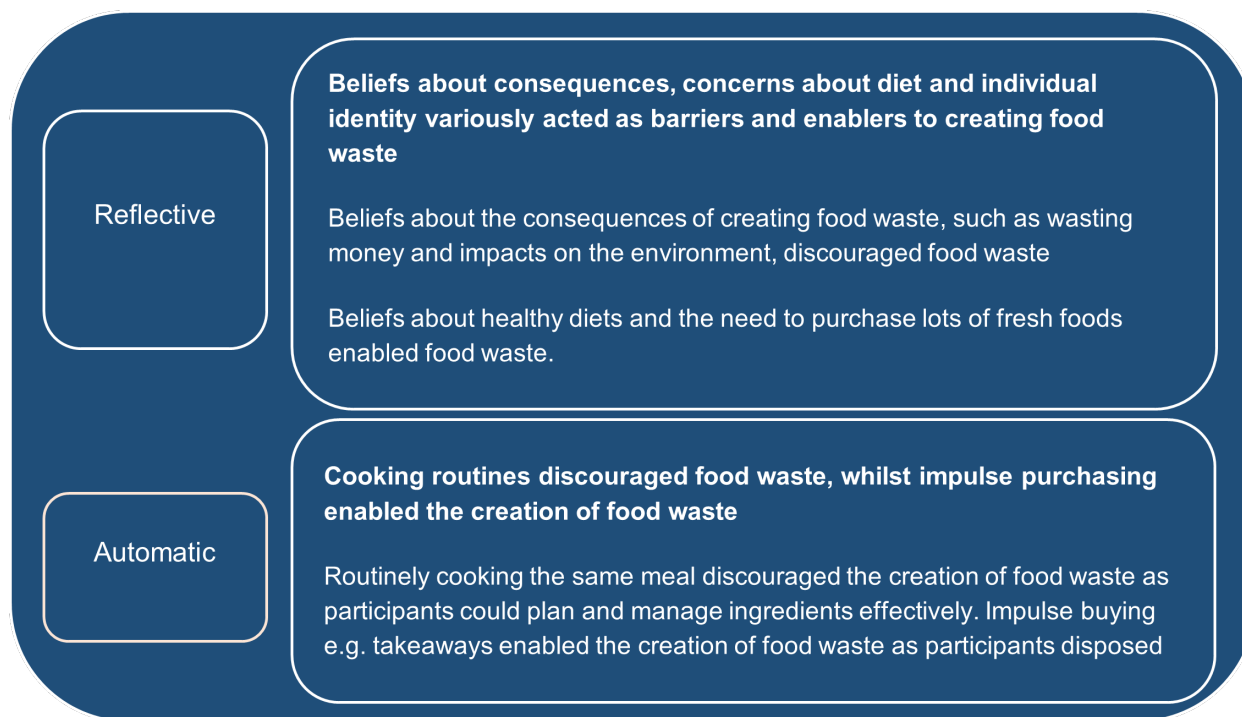 Reflective
Beliefs about consequences, concerns about diet and individual
identity variously acted as barriers and enablers to creating food
waste
Beliefs about the consequences of creating food waste, such as wasting
money and impacts on the environment, discouraged food waste
Beliefs about healthy diets and the need to purchase lots of fresh foods
enabled food waste.
Automatic
Cooking routines discouraged food waste, whilst impulse purchasing
enabled the creation of food waste
Routinely cooking the same meal discouraged the creation of food waste as
participants could plan and manage ingredients effectively. Impulse buying
e.g. takeaways enabled the creation of food waste as participants disposed